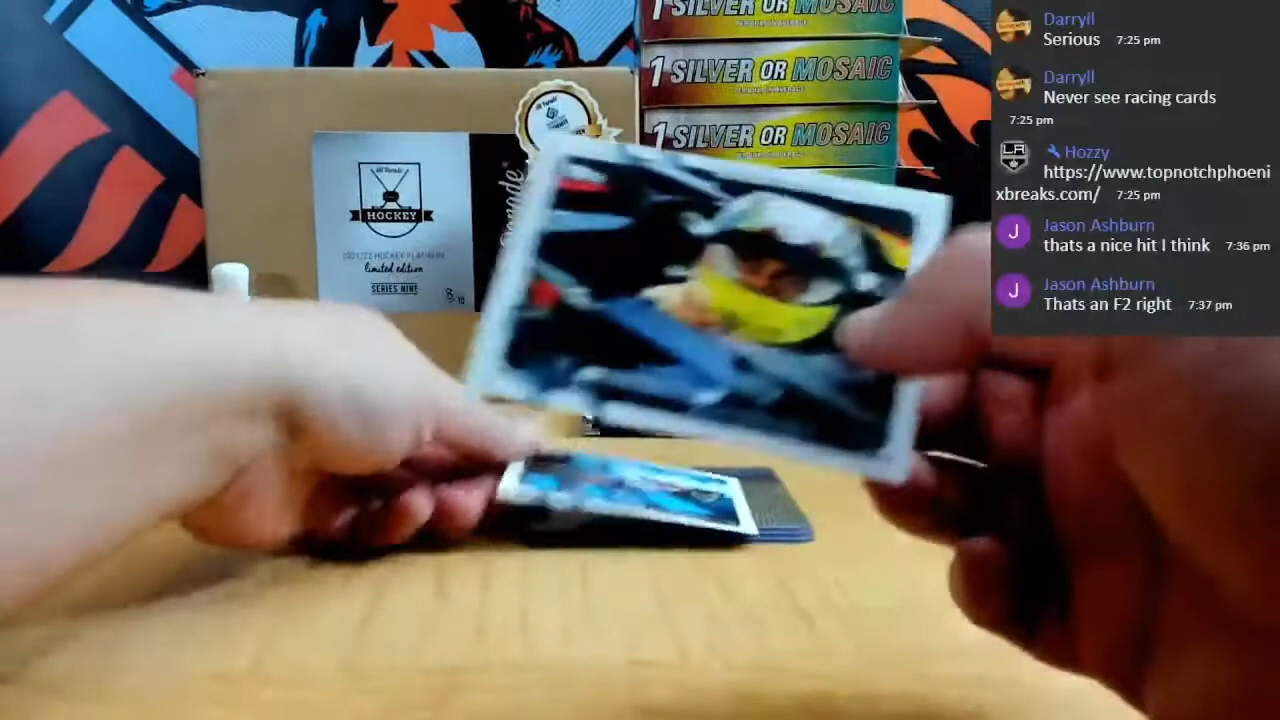 1 SILVER OR MOSAIC
1 SILVER OR MOSAIC
1 SILVER OR MOSAIC
HOCKEY
HOCKEY PLATINUM
limited edition
SERIES NINE
Darryll
Serious 7:25 pm
Darryll
Never see racing cards
7:25 pm
Hozzy
https://www.topnotchphoeni
xbreaks.com/ 7:25 pm
Jason Ashburn
thats a nice hit I think 7:36 pm
J
Jason Ashburn
Thats an F2 right 7:37 pm
J